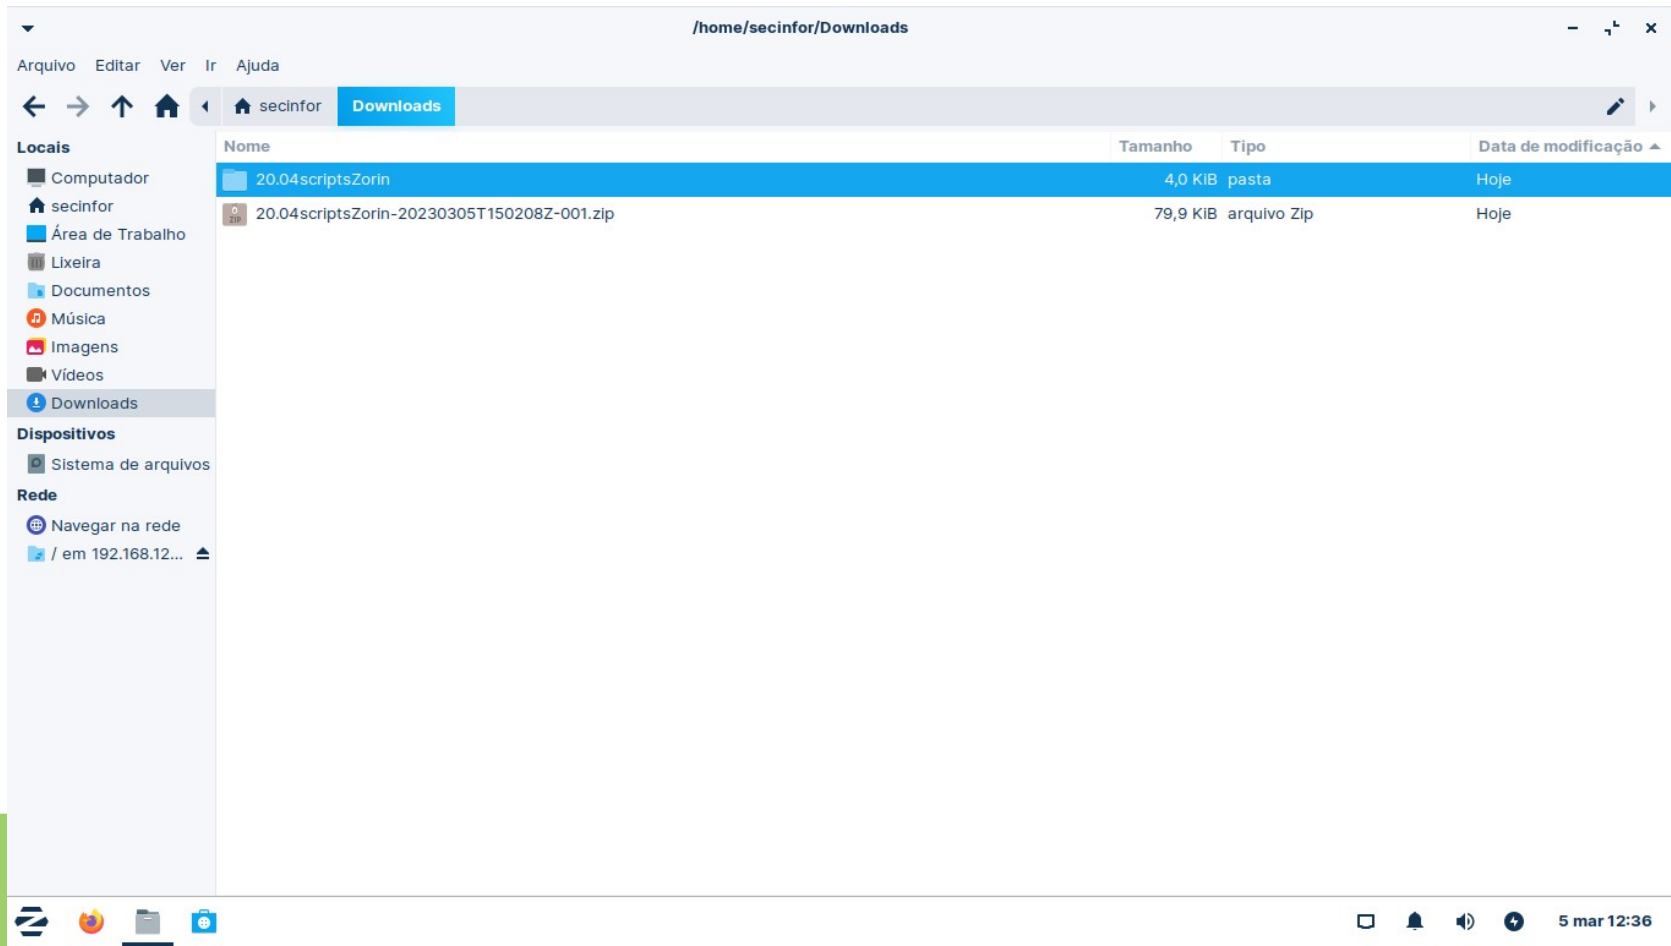 /home/secinfor/Downloads
Arquivo Editar Ver Ir Ajuda
secinfor Downloads
Locais
Computador
secinfor
Área de Trabalho
Lixeira
Documentos
Música
Imagens
Vídeos
Downloads
Dispositivos
Sistema de arquivos
Rede
Navegar na rede
/ em 192.168.12...
Nome Tamanho Tipo Data de modificação
20.04scriptsZorin 4,0 KiB pasta Hoje
ZIP 20.04scriptsZorin-20230305T150208Z-001.zip 79,9 KiB arquivo Zip Hoje
5 mar 12:36